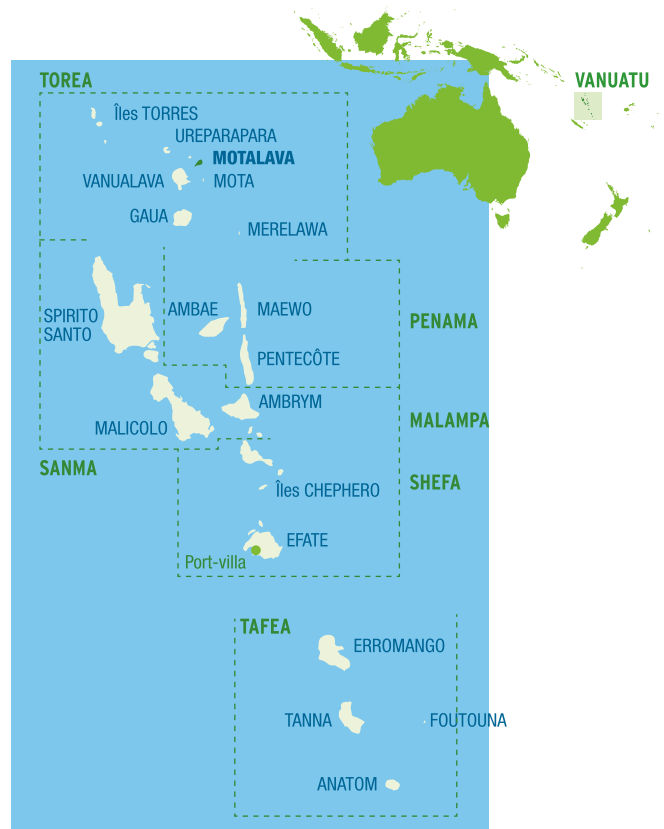 VANUATU
TOREA
Îles TORRES
UREPARAPARA
MOTALAVA
VANUALAVA
MOTA
GAUA
MERELAWA
SPIRITO
SANTO
AMBAE
MAEWO
PENAMA
PENTECÔTE
AMBRYM
MALICOLO
MALAMPA
SANMA
SHEFA
Îles CHEPHERO
EFATE
Port-villa
TAFEA
ERROMANGO
TANNA
FOUTOUNA
ANATOM